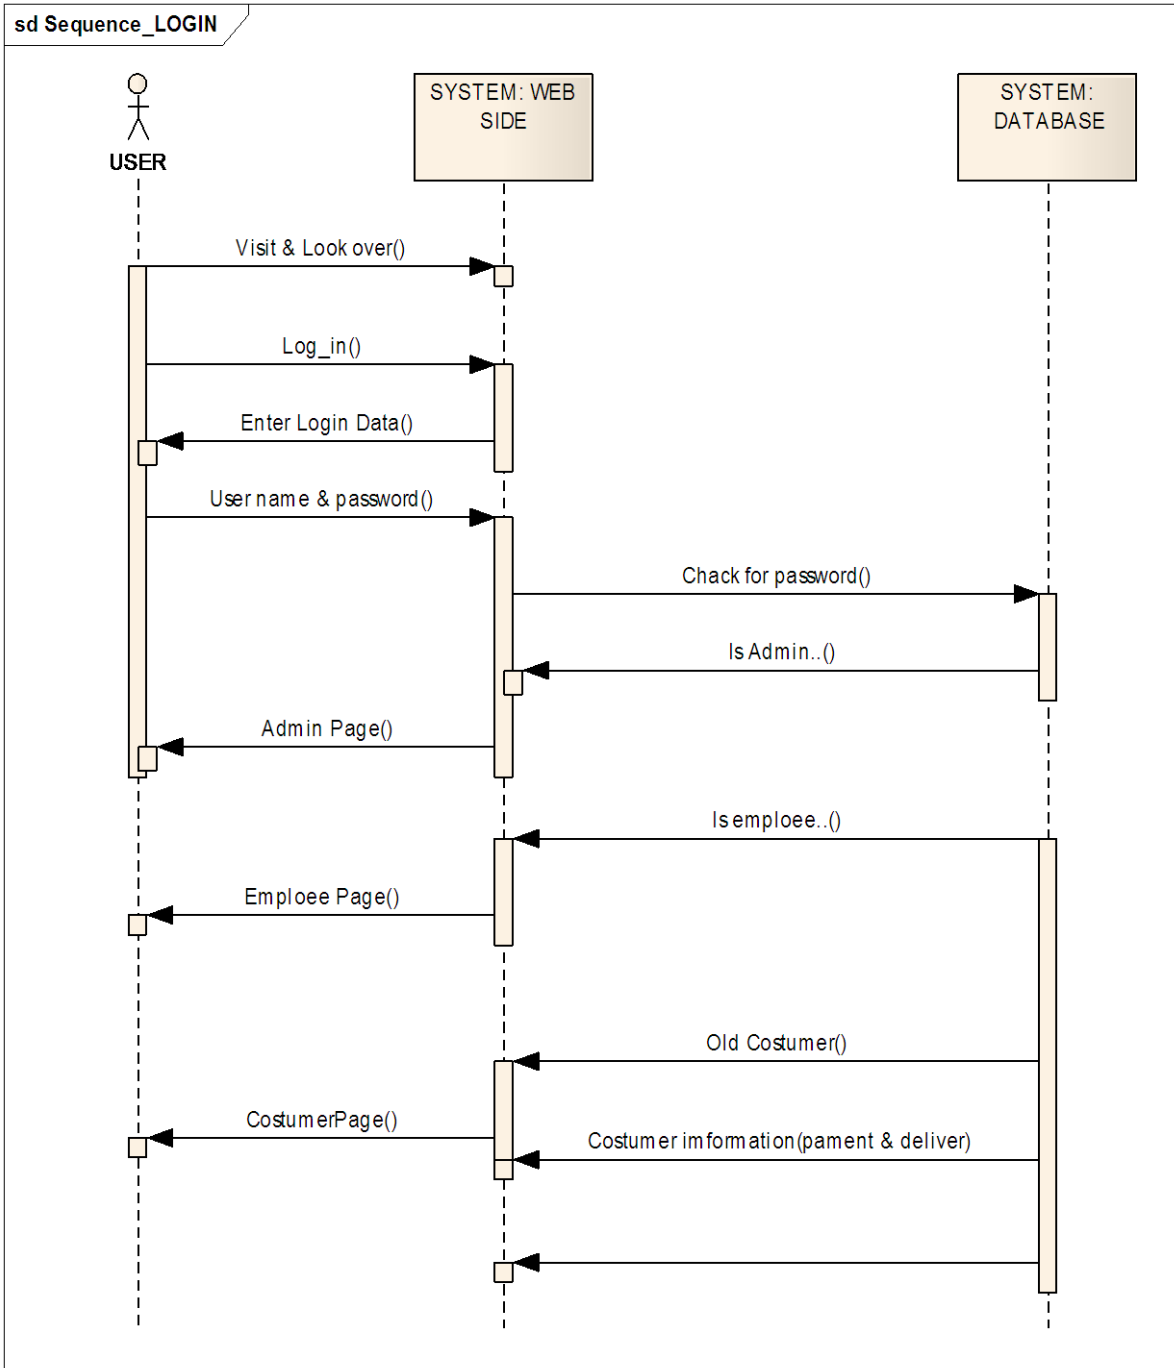 sd Sequence_LOGIN
SYSTEM: WEB
SIDE
SYSTEM:
DATABASE
USER
Visit & Look over()
Log_in()
Enter Login Data()
User name & password()
Chack for password()
Is Admin..()
Admin Page()
Is emploee..()
Emploee Page()
Old Costumer()
CostumerPage()
Costumer imformation(pament & deliver)